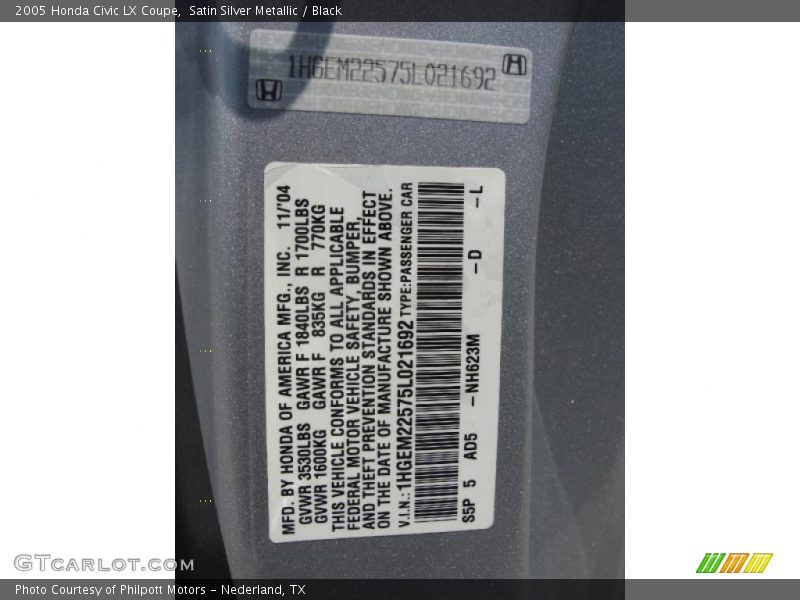 2005 Honda Civic LX Coupe, Satin Silver Metallic / Black
1HGEM22575L021692
MFD. BY HONDA OF AMERICA MFG., INC. 11/'04
GVWR 3530LBS GAWR F 1840LBS R 1700LBS
GVWR 1600KG GAWR F 835KG R 770KG
THIS VEHICLE CONFORMS TO ALL APPLICABLE
FEDERAL MOTOR VEHICLE SAFETY, BUMPER,
AND THEFT PREVENTION STANDARDS IN EFFECT
ON THE DATE OF MANUFACTURE SHOWN ABOVE.
V.I.N.: 1HGEM22575L021692 TYPE:PASSENGER CAR
S5P 5 AD5 - NH623M - D - L
GTCARLOT.COM
Photo Courtesy of Philpott Motors - Nederland, TX